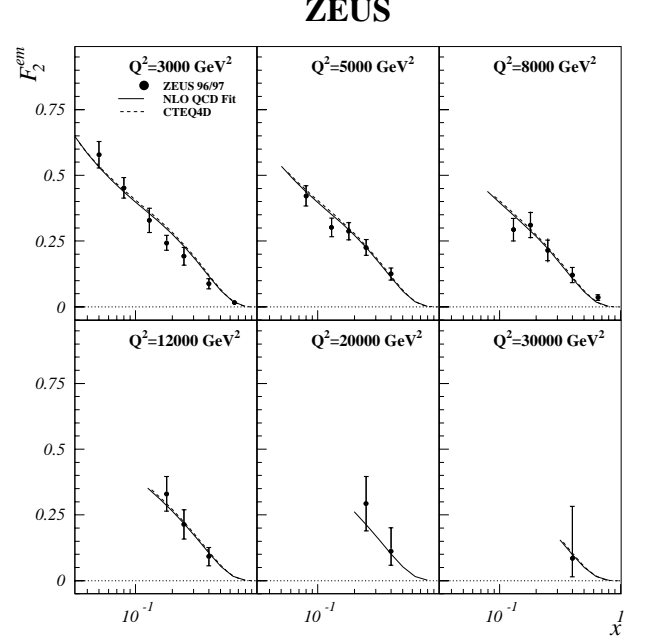 ZEUS
F₂ᵉᵐ
Q²=3000 GeV²
Q²=5000 GeV²
Q²=8000 GeV²
ZEUS 96/97
NLO QCD Fit
CTEQ4D
0.75
0.5
0.25
0
Q²=12000 GeV²
Q²=20000 GeV²
Q²=30000 GeV²
0.75
0.5
0.25
0
10⁻¹
10⁻¹
10⁻¹
1
x